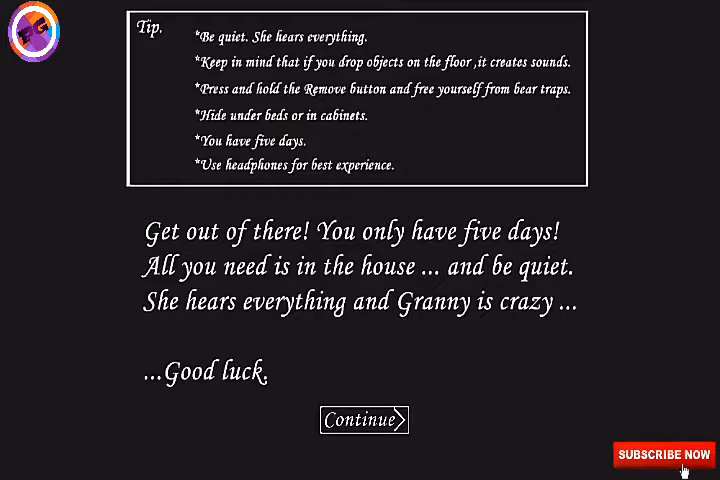 FG
Tip.
*Be quiet. She hears everything.
*Keep in mind that if you drop objects on the floor ,it creates sounds.
*Press and hold the Remove button and free yourself from bear traps.
*Hide under beds or in cabinets.
*You have five days.
*Use headphones for best experience.
Get out of there! You only have five days!
All you need is in the house ... and be quiet.
She hears everything and Granny is crazy ...
...Good luck.
Continue>
SUBSCRIBE NOW